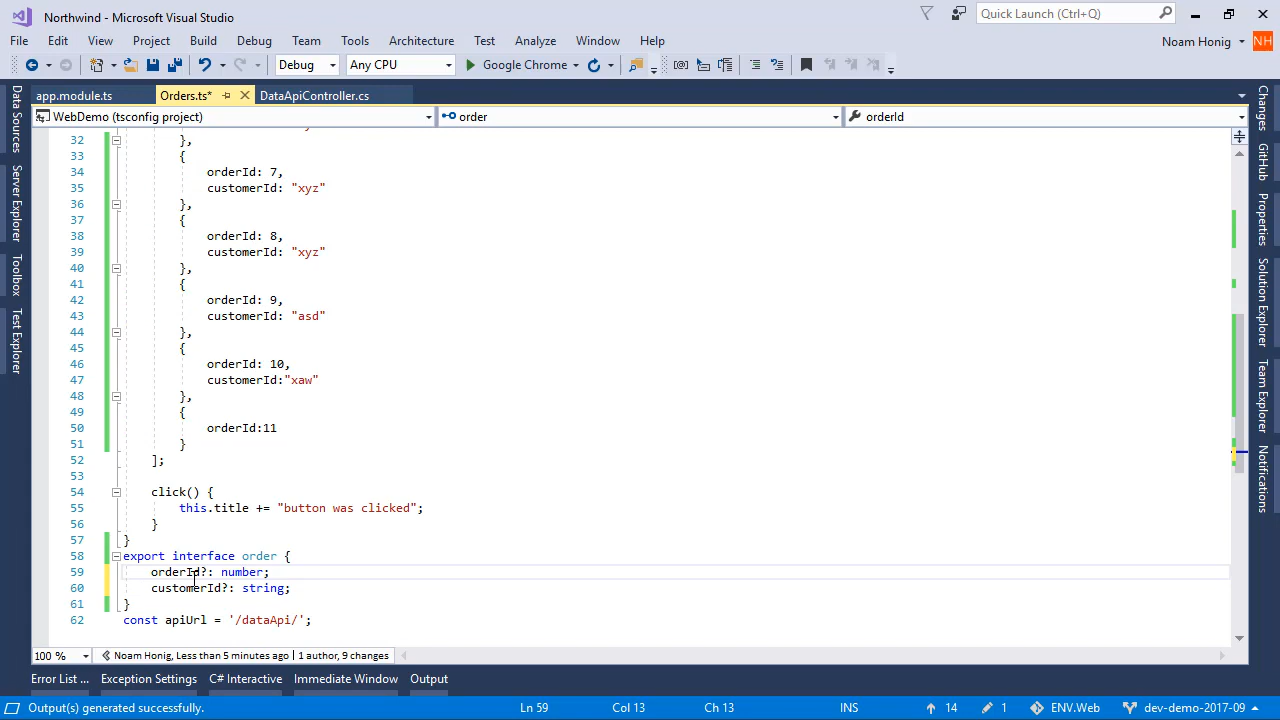 Northwind - Microsoft Visual Studio
Quick Launch (Ctrl+Q)
File Edit View Project Build Debug Team Tools Architecture Test Analyze Window Help
Noam Honig NH
Debug Any CPU Google Chrome
app.module.ts Orders.ts* DataApiController.cs
WebDemo (tsconfig project) order orderId
32 },
33 {
34 orderId: 7,
35 customerId: "xyz"
36 },
37 {
38 orderId: 8,
39 customerId: "xyz"
40 },
41 {
42 orderId: 9,
43 customerId: "asd"
44 },
45 {
46 orderId: 10,
47 customerId:"xaw"
48 },
49 {
50 orderId:11
51 }
52 ];
53
54 click() {
55 this.title += "button was clicked";
56 }
57 }
58 export interface order {
59 orderId?: number;
60 customerId?: string;
61 }
62 const apiUrl = '/dataApi/';
Data Sources
Server Explorer
Toolbox
Test Explorer
Changes
GitHub
Properties
Solution Explorer
Team Explorer
Class Explorer
Notifications
100 % Noam Honig, Less than 5 minutes ago | 1 author, 9 changes
Error List ... Exception Settings C# Interactive Immediate Window Output
Output(s) generated successfully. Ln 59 Col 13 Ch 13 INS 14 1 ENV.Web dev-demo-2017-09